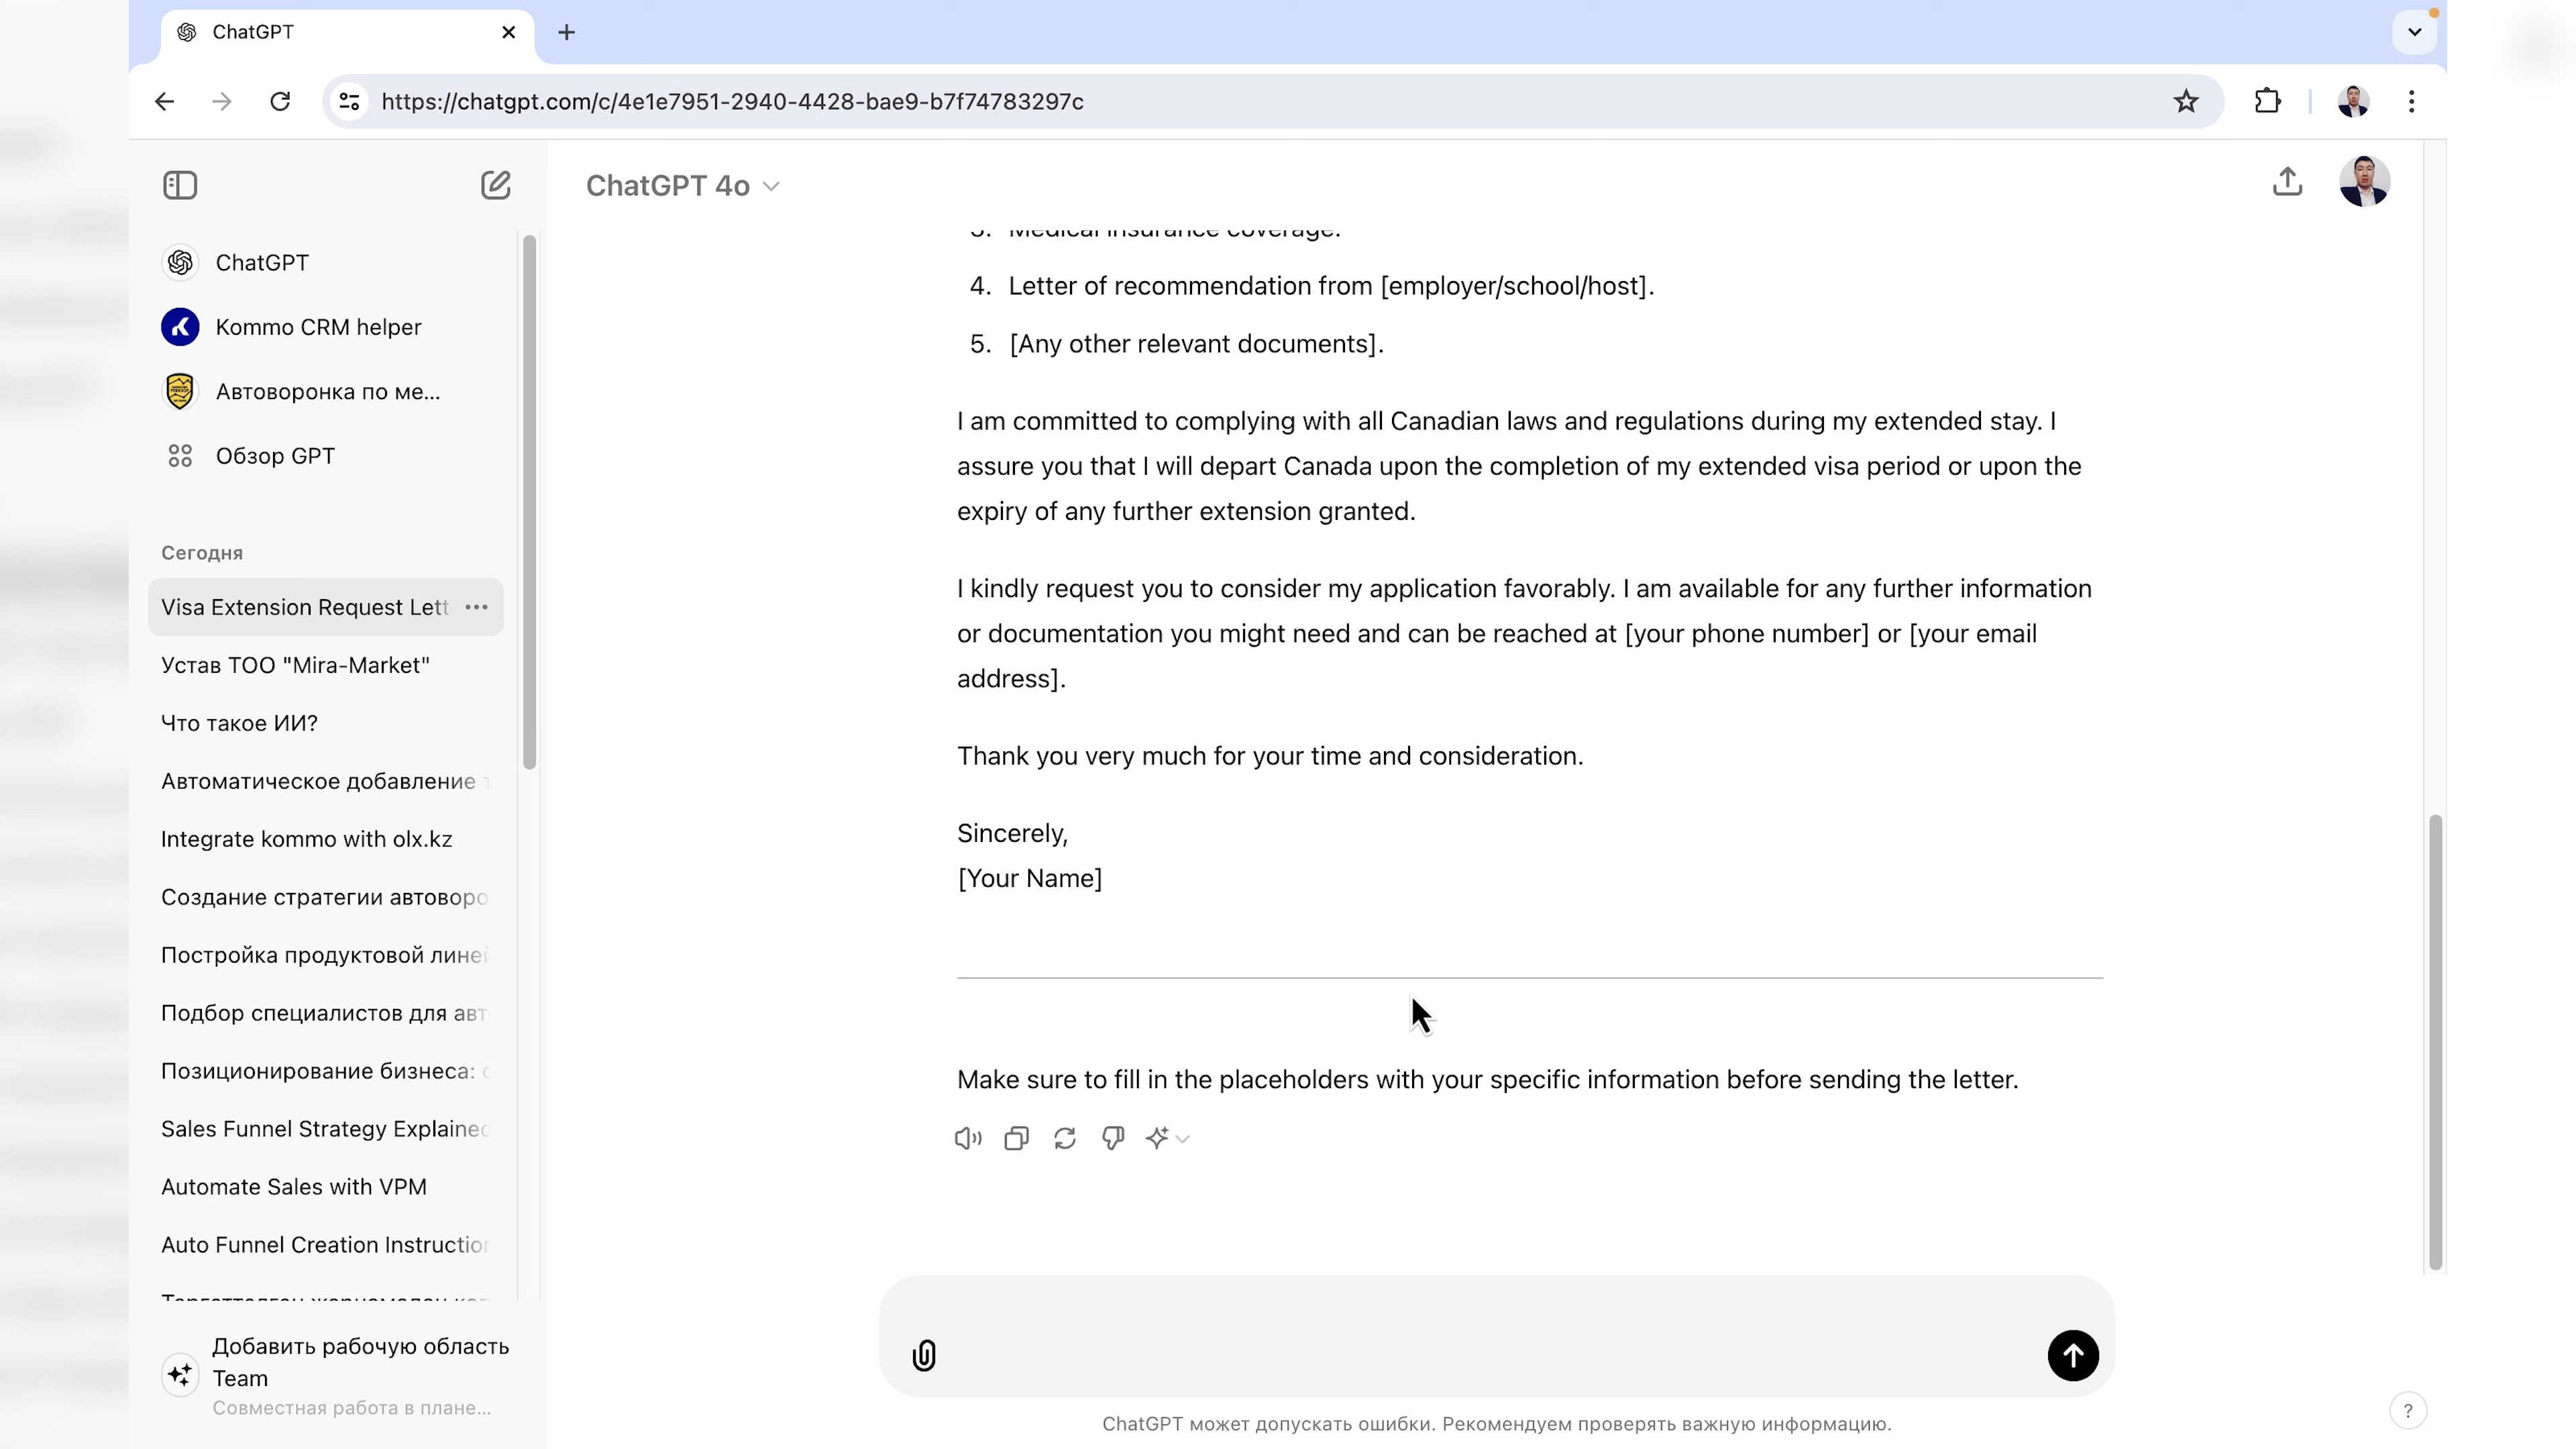 ChatGPT
https://chatgpt.com/c/4e1e7951-2940-4428-bae9-b7f74783297c
ChatGPT
Kommo CRM helper
Автоворонка по ме...
Обзор GPT
Сегодня
Visa Extension Request Lett
Устав ТОО "Mira-Market"
Что такое ИИ?
Автоматическое добавление
Integrate kommo with olx.kz
Создание стратегии автоворо
Постройка продуктовой линей
Подбор специалистов для авт
Позиционирование бизнеса: с
Sales Funnel Strategy Explained
Automate Sales with VPM
Auto Funnel Creation Instruction
Добавить рабочую область
Team
Совместная работа в плане...
ChatGPT 4o
3. Medical insurance coverage.
4. Letter of recommendation from [employer/school/host].
5. [Any other relevant documents].
I am committed to complying with all Canadian laws and regulations during my extended stay. I
assure you that I will depart Canada upon the completion of my extended visa period or upon the
expiry of any further extension granted.
I kindly request you to consider my application favorably. I am available for any further information
or documentation you might need and can be reached at [your phone number] or [your email
address].
Thank you very much for your time and consideration.
Sincerely,
[Your Name]
Make sure to fill in the placeholders with your specific information before sending the letter.
ChatGPT может допускать ошибки. Рекомендуем проверять важную информацию.
?